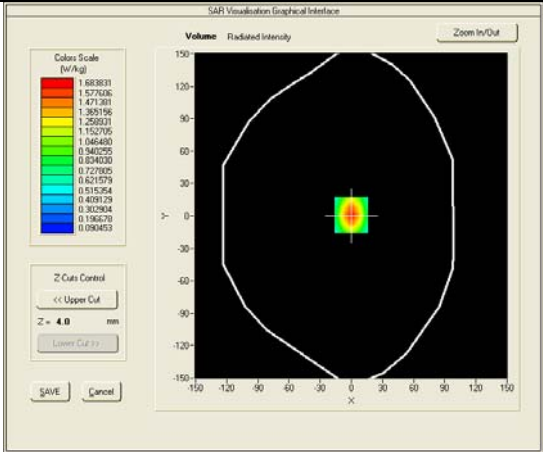 SAR Visualisation Graphical Interface
Volume Radiated Intensity
Zoom In/Out
Colors Scale
(W/kg)
1.683831
1.577606
1.471381
1.365156
1.258931
1.152705
1.046480
0.940255
0.834030
0.727805
0.621579
0.515354
0.409129
0.302904
0.196678
0.090453
Z-Cuts Control
<< Upper Cut
Z = 4.0 mm
Lower Cut >>
SAVE Cancel
150-
120-
90-
60-
30-
0-
-30-
-60-
-90-
-120-
-150-
Y
-150 -120 -90 -60 -30 0 30 60 90 120 150
X